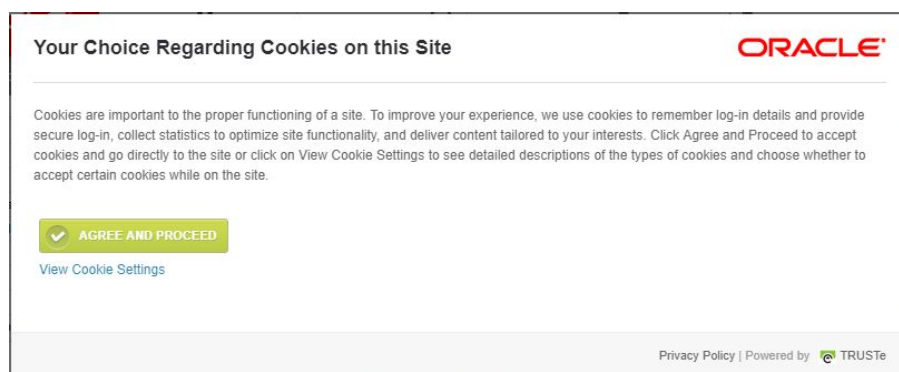 Your Choice Regarding Cookies on this Site
ORACLE
Cookies are important to the proper functioning of a site. To improve your experience, we use cookies to remember log-in details and provide
secure log-in, collect statistics to optimize site functionality, and deliver content tailored to your interests. Click Agree and Proceed to accept
cookies and go directly to the site or click on View Cookie Settings to see detailed descriptions of the types of cookies and choose whether to
accept certain cookies while on the site.
AGREE AND PROCEED
View Cookie Settings
Privacy Policy | Powered by TRUSTe